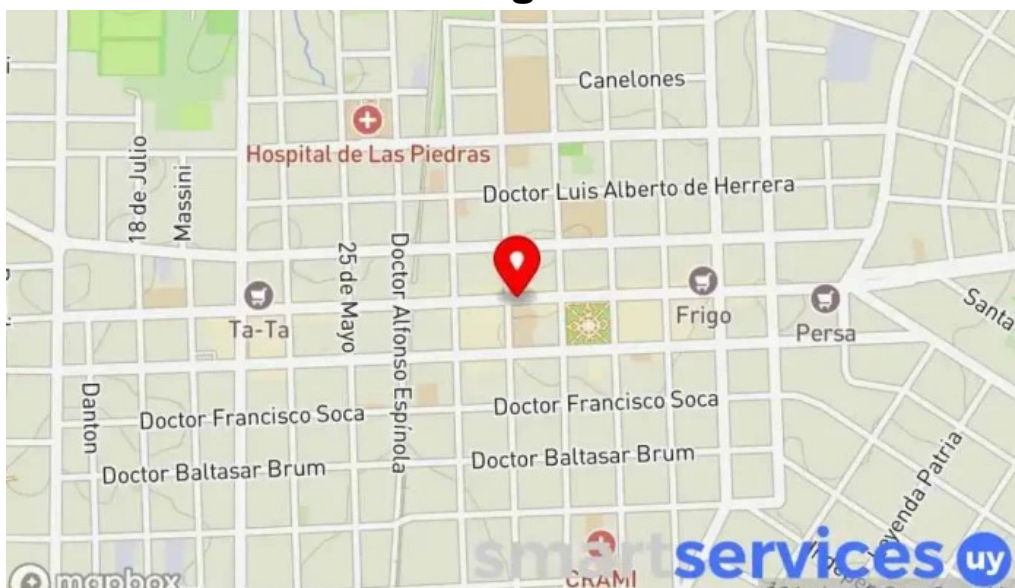 Canelones
Hospital de Las Piedras
18 de Julio
Massini
Doctor Luis Alberto de Herrera
25 de Mayo
Doctor Alfonso Espínola
Ta-Ta
Frigo
Persa
Santa
Danton
Doctor Francisco Soca
Doctor Francisco Soca
Doctor Baltasar Brum
Doctor Baltasar Brum
Leyenda Patria
CRAMI
mapbox
smartservices uy